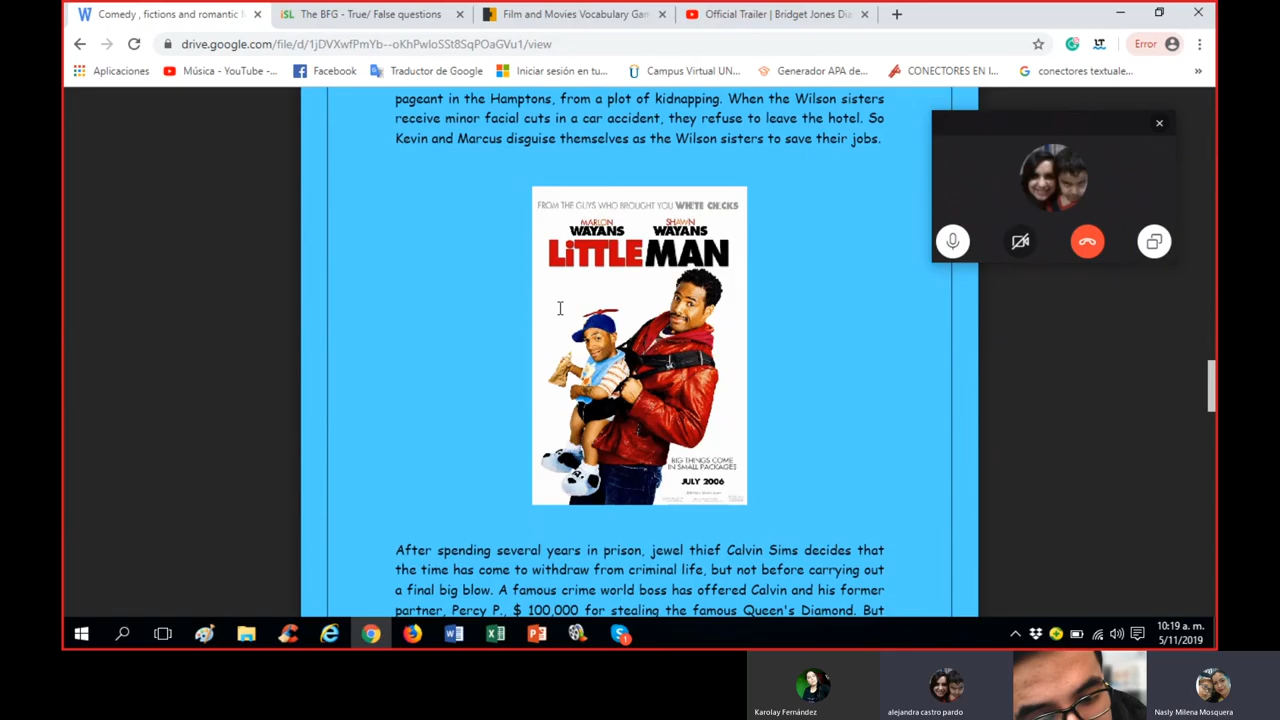 Comedy , fictions and romantic
The BFG - True/ False questions
Film and Movies Vocabulary Gam
Official Trailer | Bridget Jones Dia
drive.google.com/file/d/1jDVXwfPmYb--oKhPwIoSSt8SqPOaGVu1/view
Error
Aplicaciones
Música - YouTube -...
Facebook
Traductor de Google
Iniciar sesión en tu...
Campus Virtual UN...
Generador APA de...
CONECTORES EN I...
conectores textuale...
»
pageant in the Hamptons, from a plot of kidnapping. When the Wilson sisters
receive minor facial cuts in a car accident, they refuse to leave the hotel. So
Kevin and Marcus disguise themselves as the Wilson sisters to save their jobs.
FROM THE GUYS WHO BROUGHT YOU WHITE CHICKS
MARLON WAYANS
SHAWN WAYANS
LiTTLEMAN
BIG THINGS COME
IN SMALL PACKAGES
JULY 2006
After spending several years in prison, jewel thief Calvin Sims decides that
the time has come to withdraw from criminal life, but not before carrying out
a final big blow. A famous crime world boss has offered Calvin and his former
partner, Percy P., $ 100,000 for stealing the famous Queen's Diamond. But
10:19 a. m.
5/11/2019
Karolay Fernández
alejandra castro pardo
Nasly Milena Mosquera